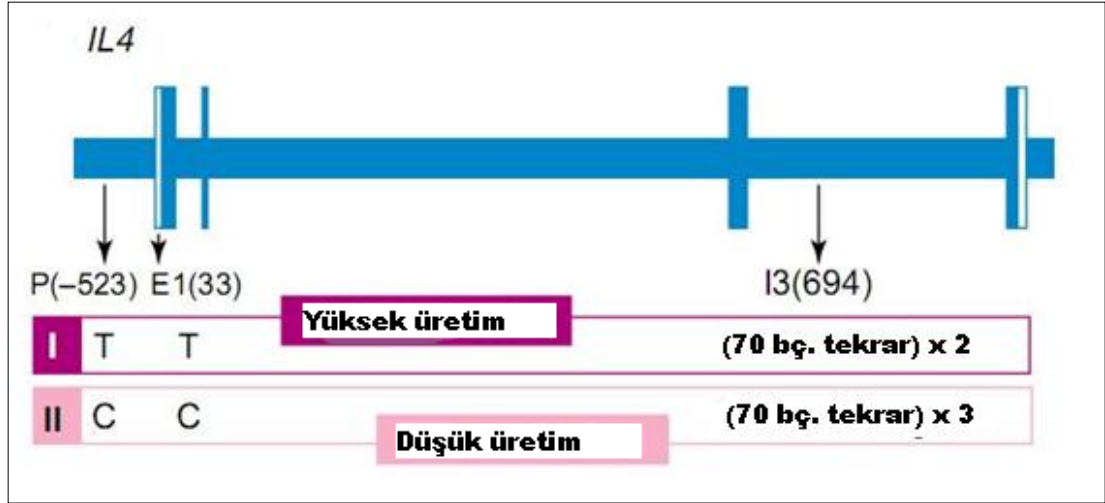 IL4
P(–523) E1(33) I3(694)
Yüksek üretim
I T T (70 bç. tekrar) x 2
II C C (70 bç. tekrar) x 3
Düşük üretim